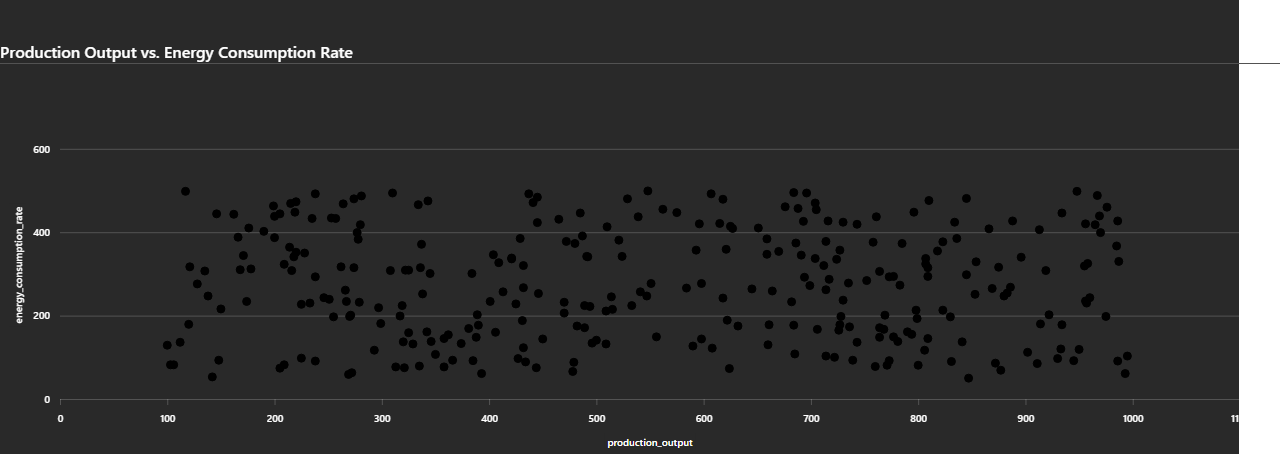 Production Output vs. Energy Consumption Rate
600
400
200
0
energy_consumption_rate
0 100 200 300 400 500 600 700 800 900 1000 11
production_output